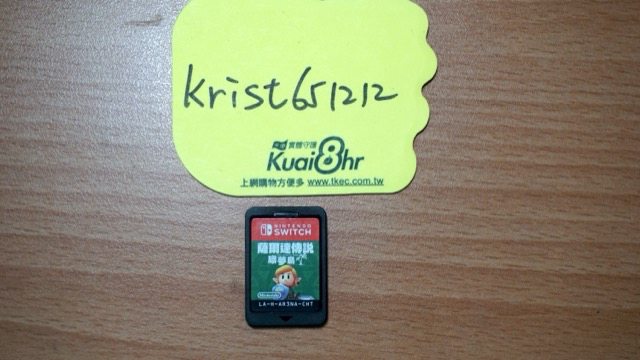 krist651212
實體守護
Kuai8hr
上網購物方便多 www.tkec.com.tw
NINTENDO
SWITCH
薩爾達傳說
織夢島
Nintendo
LA-H-AR3NA-CHT